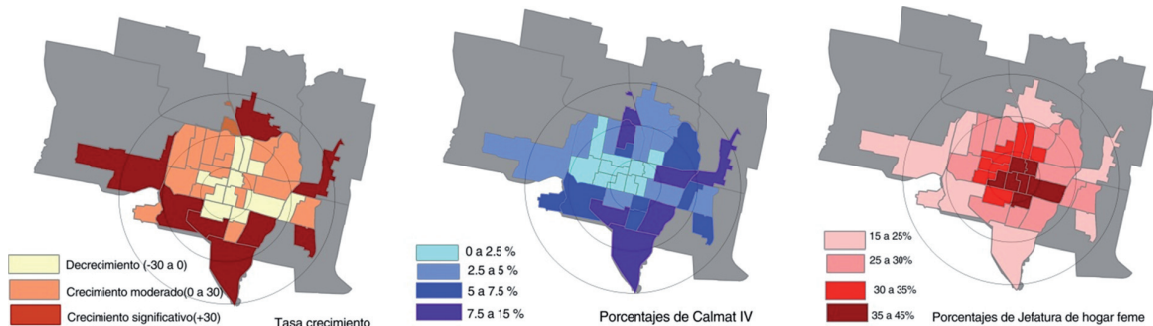 Decrecimiento (-30 a 0)
Crecimiento moderado(0 a 30)
Crecimiento significativo(+30)
Tasa crecimiento
0 a 2.5 %
2.5 a 5 %
5 a 7.5 %
7.5 a 15 %
Porcentajes de Calmat IV
15 a 25%
25 a 30%
30 a 35%
35 a 45%
Porcentajes de Jefatura de hogar feme